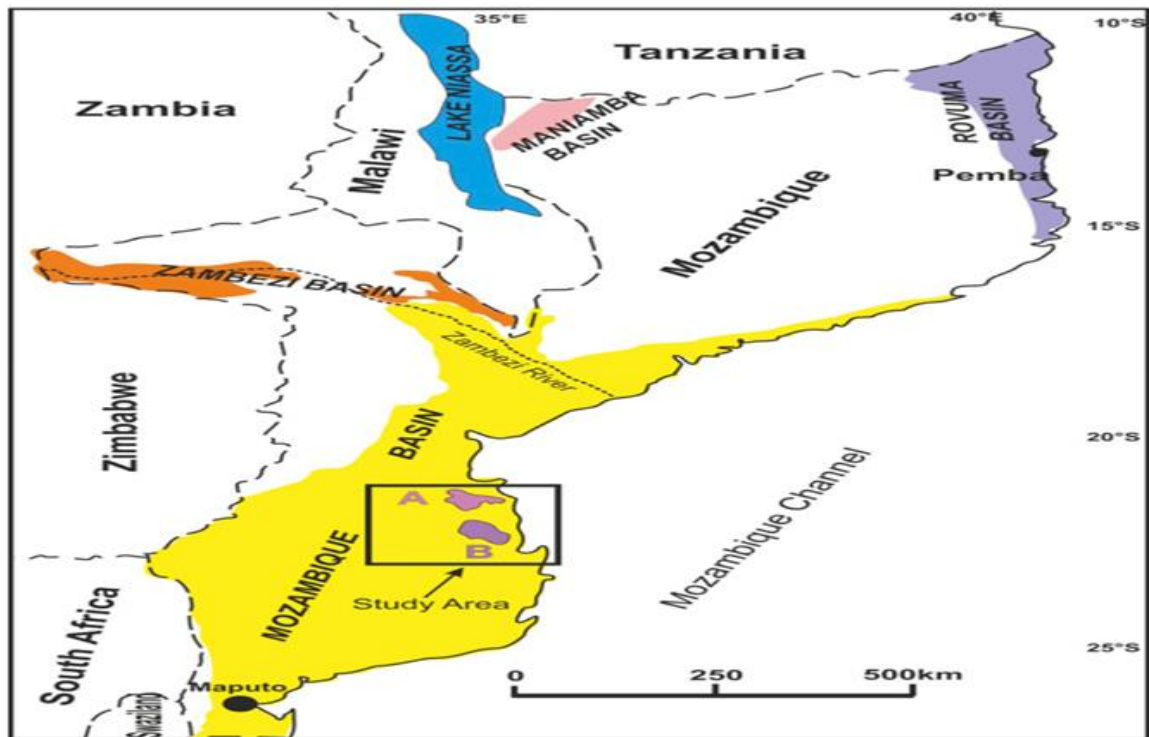 35°E
40°E
10°S
Tanzania
Zambia
LAKE NIASSA
MANIAMBA
BASIN
ROVUMA
BASIN
Malawi
Pemba
Mozambique
15°S
ZAMBEZI BASIN
Zambezi River
Zimbabwe
BASIN
20°S
A
B
MOZAMBIQUE
Mozambique Channel
Study Area
South Africa
25°S
Maputo
0
250
500km
Swaziland